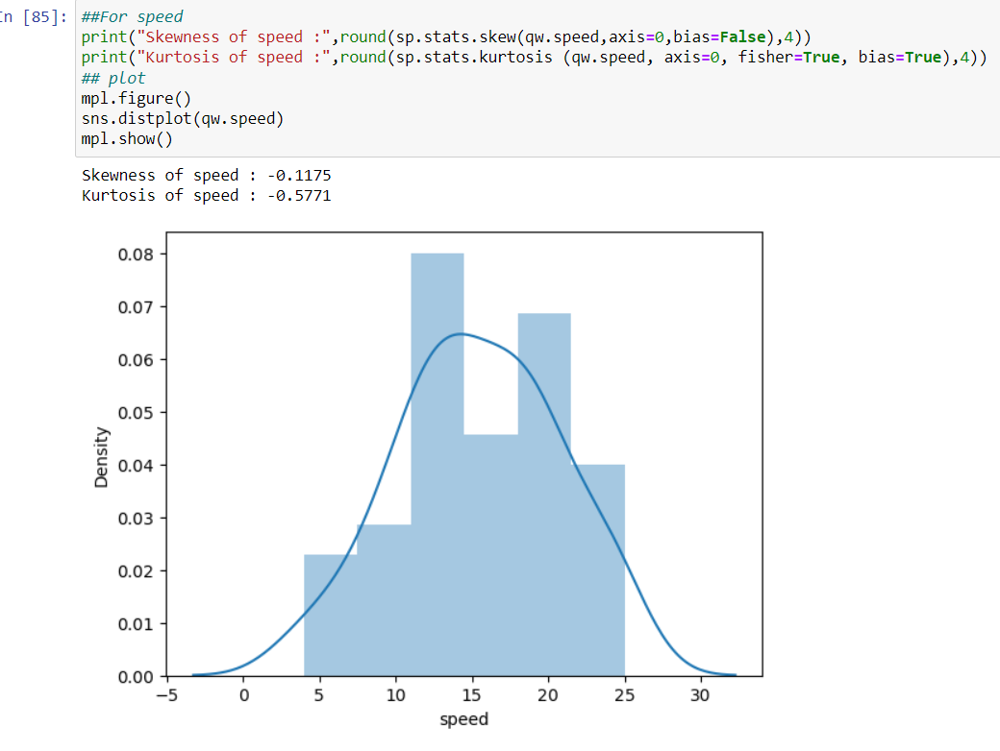 In [85]: ##For speed
print("Skewness of speed :",round(sp.stats.skew(qw.speed,axis=0,bias=False),4))
print("Kurtosis of speed :",round(sp.stats.kurtosis (qw.speed, axis=0, fisher=True, bias=True),4))
## plot
mpl.figure()
sns.distplot(qw.speed)
mpl.show()
Skewness of speed : -0.1175
Kurtosis of speed : -0.5771
0.08
0.07
0.06
0.05
0.04
0.03
0.02
0.01
0.00
Density
−5 0 5 10 15 20 25 30
speed